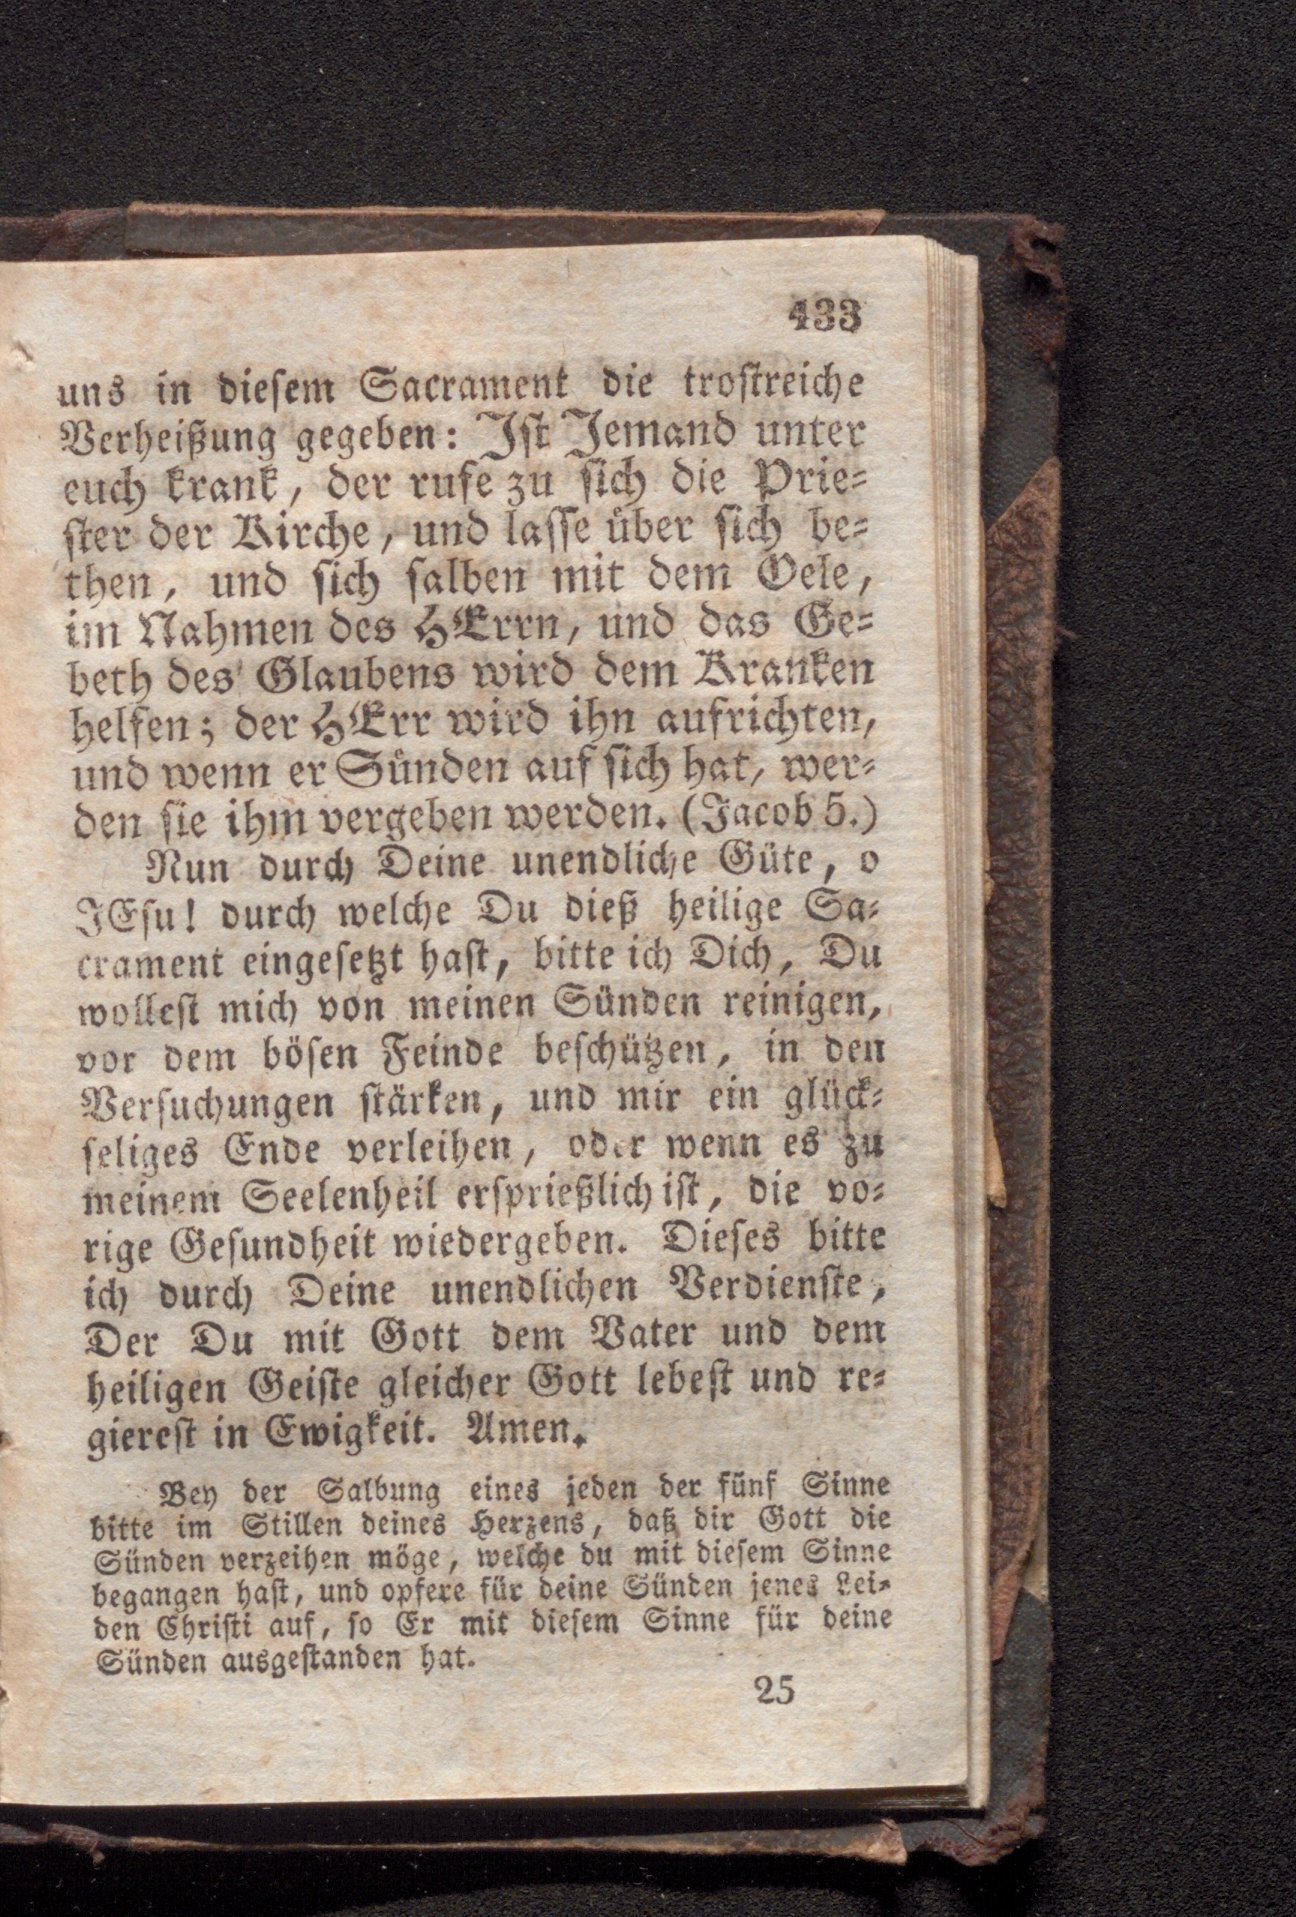 433
uns in dieſem Sacrament die troſtreiche
Verheißung gegeben: Iſt Jemand unter
euch krank, der rufe zu ſich die Prie⸗
ſter der Kirche, und laſſe über ſich be⸗
then, und ſich ſalben mit dem Oele,
im Nahmen des HErrn, und das Ge⸗
beth des Glaubens wird dem Kranken
helfen; der HErr wird ihn aufrichten,
und wenn er Sünden auf ſich hat, wer⸗
den ſie ihm vergeben werden. (Jacob 5.)
Nun durch Deine unendliche Güte, o
JEſu! durch welche Du dieß heilige Sa⸗
crament eingeſetzt haſt, bitte ich Dich, Du
wolleſt mich von meinen Sünden reinigen,
vor dem böſen Feinde beſchützen, in den
Verſuchungen ſtärken, und mir ein glück⸗
ſeliges Ende verleihen, oder wenn es zu
meinem Seelenheil erſprießlich iſt, die vo⸗
rige Geſundheit wiedergeben. Dieſes bitte
ich durch Deine unendlichen Verdienſte,
Der Du mit Gott dem Vater und dem
heiligen Geiſte gleicher Gott lebeſt und re⸗
giereſt in Ewigkeit. Amen.
Bey der Salbung eines jeden der fünf Sinne
bitte im Stillen deines Herzens, daß dir Gott die
Sünden verzeihen möge, welche du mit dieſem Sinne
begangen haſt, und opfere für deine Sünden jenes Lei⸗
den Chriſti auf, ſo Er mit dieſem Sinne für deine
Sünden ausgeſtanden hat.
25